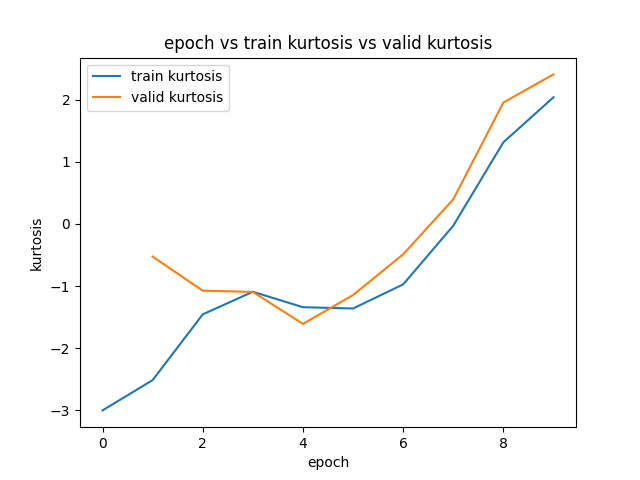 epoch vs train kurtosis vs valid kurtosis
train kurtosis
valid kurtosis
kurtosis
2
1
0
−1
−2
−3
0 2 4 6 8
epoch